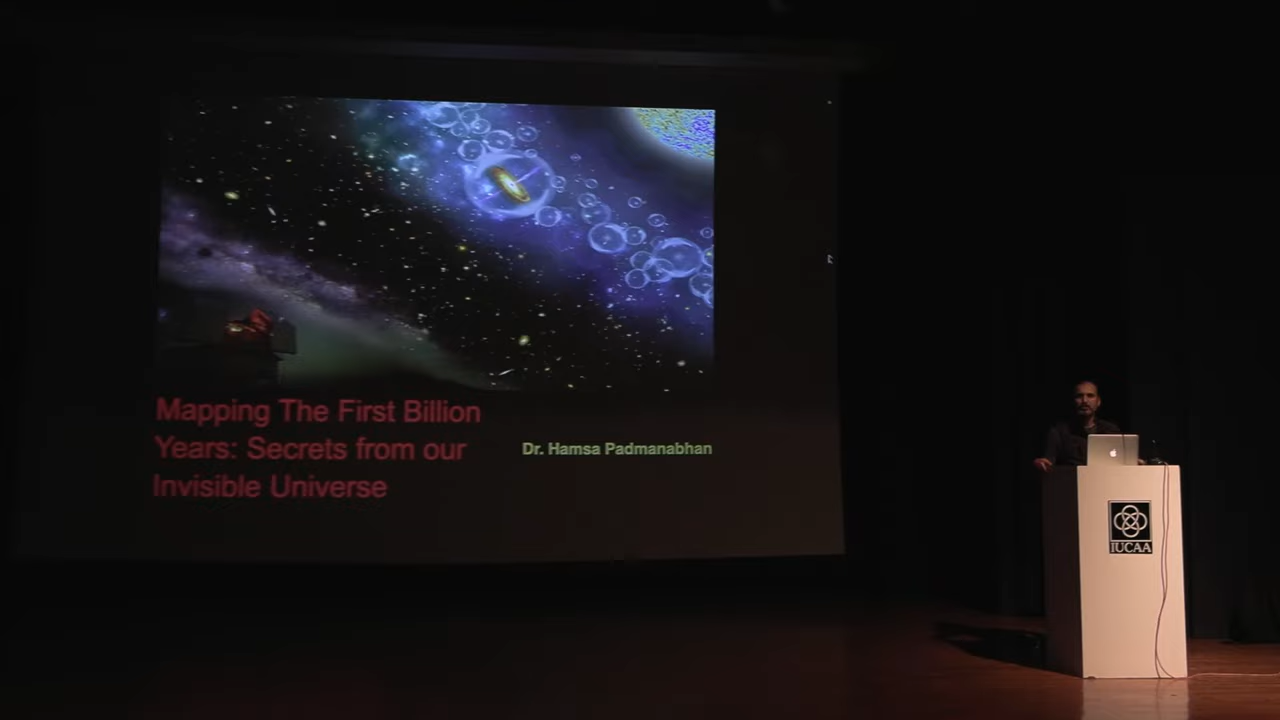 Mapping The First Billion
Years: Secrets from our
Invisible Universe
Dr. Hamsa Padmanabhan
IUCAA